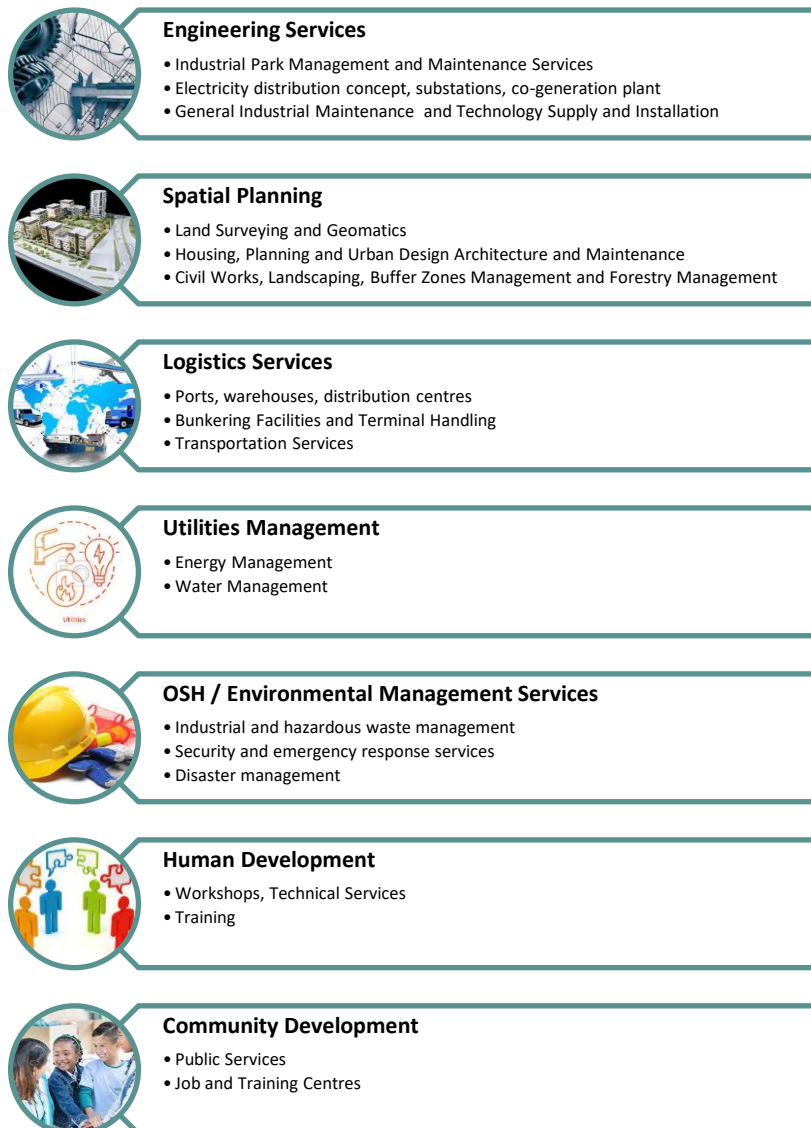 Engineering Services
• Industrial Park Management and Maintenance Services
• Electricity distribution concept, substations, co-generation plant
• General Industrial Maintenance and Technology Supply and Installation
Spatial Planning
• Land Surveying and Geomatics
• Housing, Planning and Urban Design Architecture and Maintenance
• Civil Works, Landscaping, Buffer Zones Management and Forestry Management
Logistics Services
• Ports, warehouses, distribution centres
• Bunkering Facilities and Terminal Handling
• Transportation Services
Utilities Management
• Energy Management
• Water Management
Utilities
OSH / Environmental Management Services
• Industrial and hazardous waste management
• Security and emergency response services
• Disaster management
Human Development
• Workshops, Technical Services
• Training
Community Development
• Public Services
• Job and Training Centres